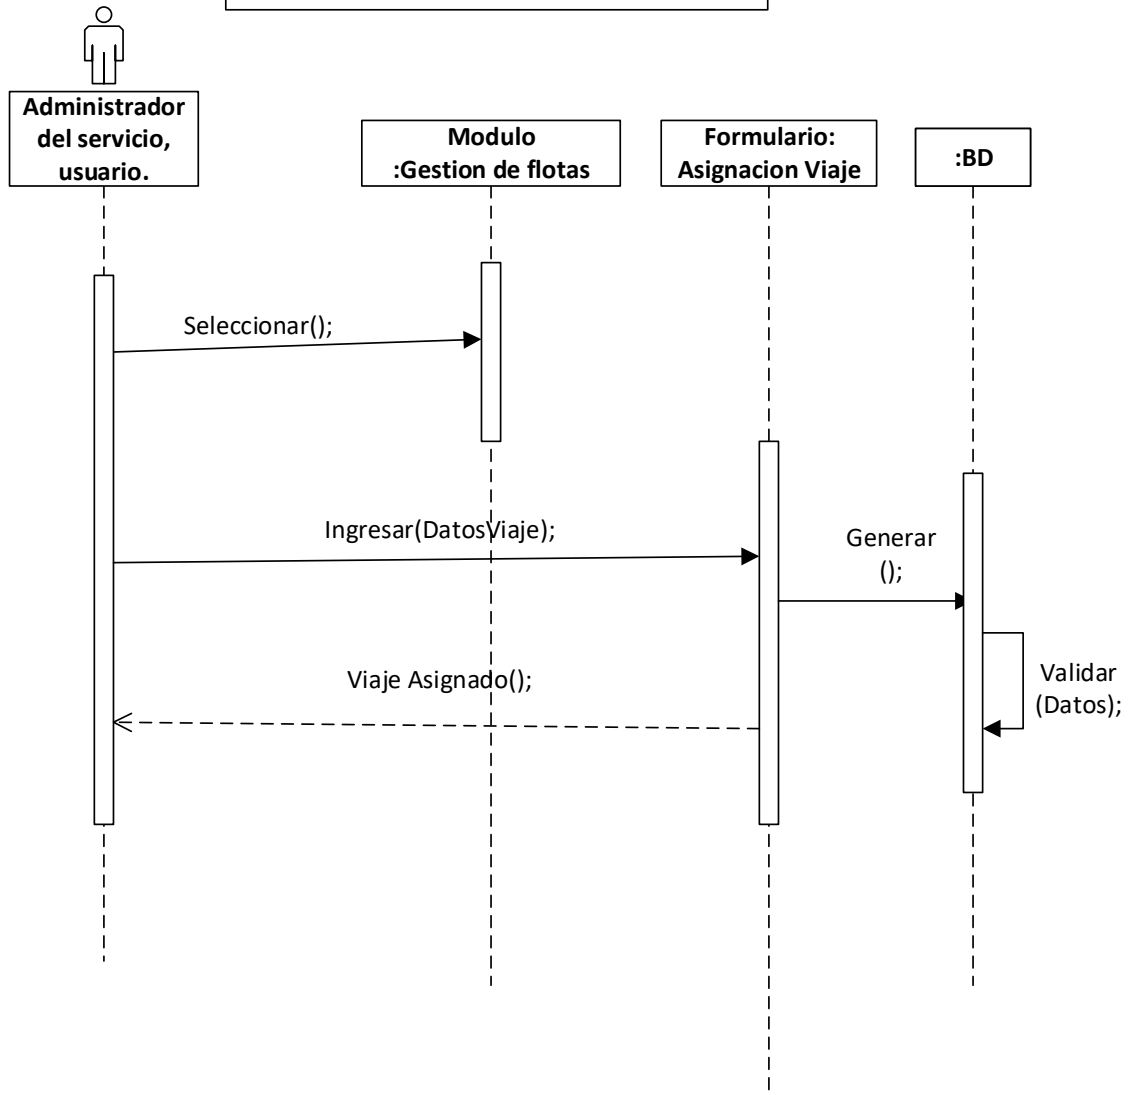 Administrador
del servicio,
usuario.
Modulo
:Gestion de flotas
Formulario:
Asignacion Viaje
:BD
Seleccionar();
Ingresar(DatosViaje);
Generar
();
Validar
(Datos);
Viaje Asignado();